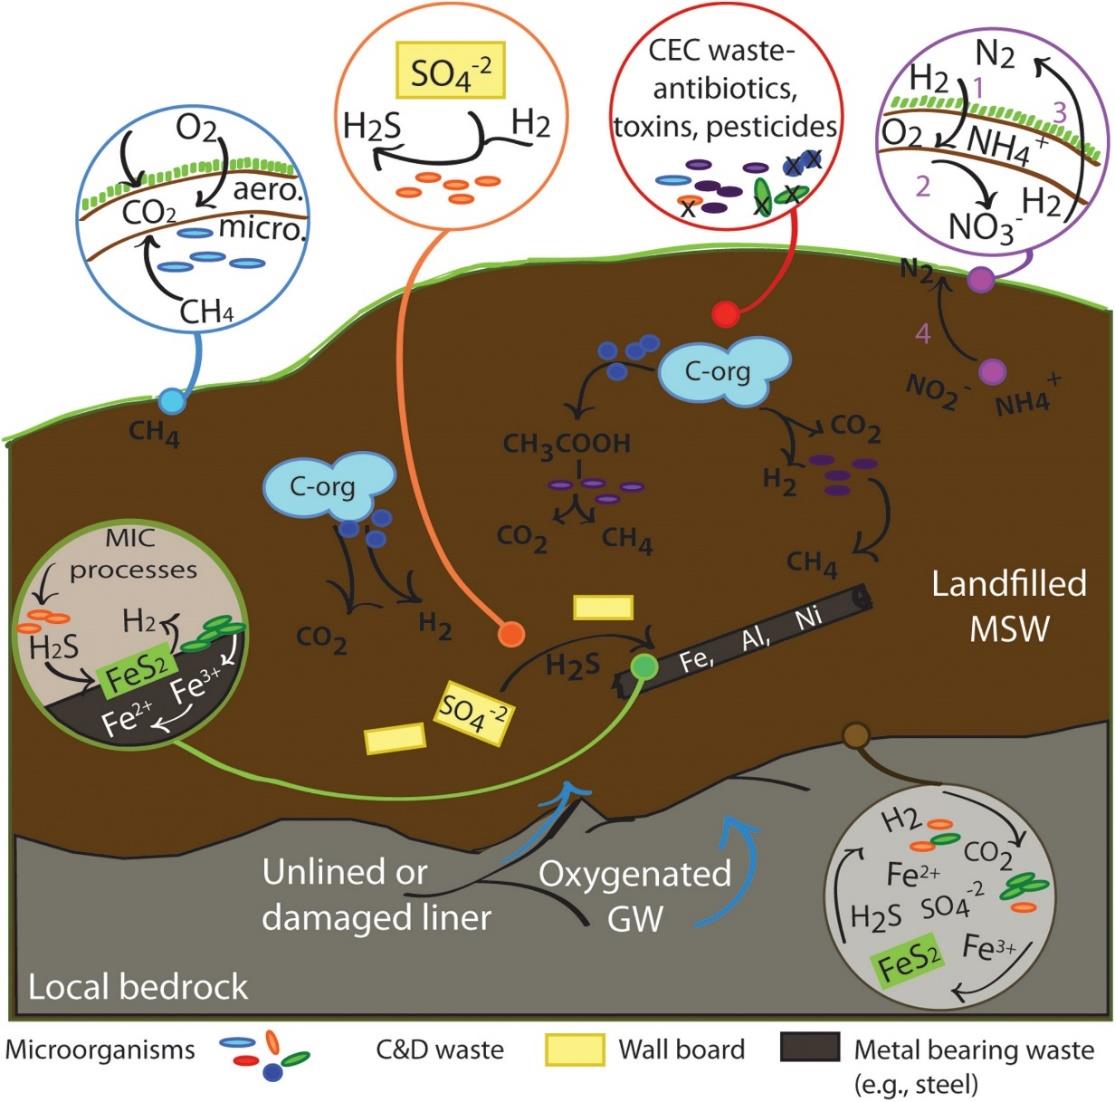 O2
aero.
CO2
micro.
CH4
CH4
SO4-2
H2S
H2
CEC waste-
antibiotics,
toxins, pesticides
X X
X
X X
N2
H2
1
3
O2
NH4+
2
H2
NO3-
N2
4
NO2-
NH4+
C-org
CH3COOH
CO2
H2
CO2
CH4
CH4
C-org
CO2
H2
MIC
processes
H2
H2S
FeS2
Fe3+
Fe2+
SO4-2
H2S
Fe, Al, Ni
Landfilled
MSW
Unlined or
damaged liner
Oxygenated
GW
H2
CO2
Fe2+
SO4-2
H2S
Fe3+
FeS2
Local bedrock
Microorganisms
C&D waste
Wall board
Metal bearing waste
(e.g., steel)